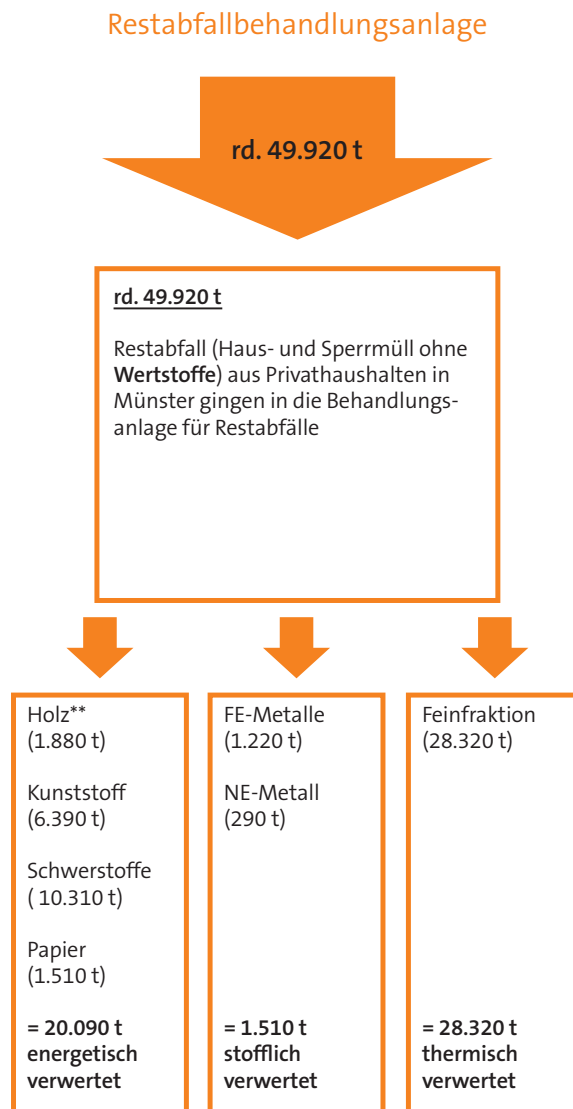 Restabfallbehandlungsanlage
rd. 49.920 t
rd. 49.920 t
Restabfall (Haus- und Sperrmüll ohne
Wertstoffe) aus Privathaushalten in
Münster gingen in die Behandlungs-
anlage für Restabfälle
Holz**
(1.880 t)
Kunststoff
(6.390 t)
Schwerstoffe
( 10.310 t)
Papier
(1.510 t)
= 20.090 t
energetisch
verwertet
FE-Metalle
(1.220 t)
NE-Metall
(290 t)
= 1.510 t
stofflich
verwertet
Feinfraktion
(28.320 t)
= 28.320 t
thermisch
verwertet